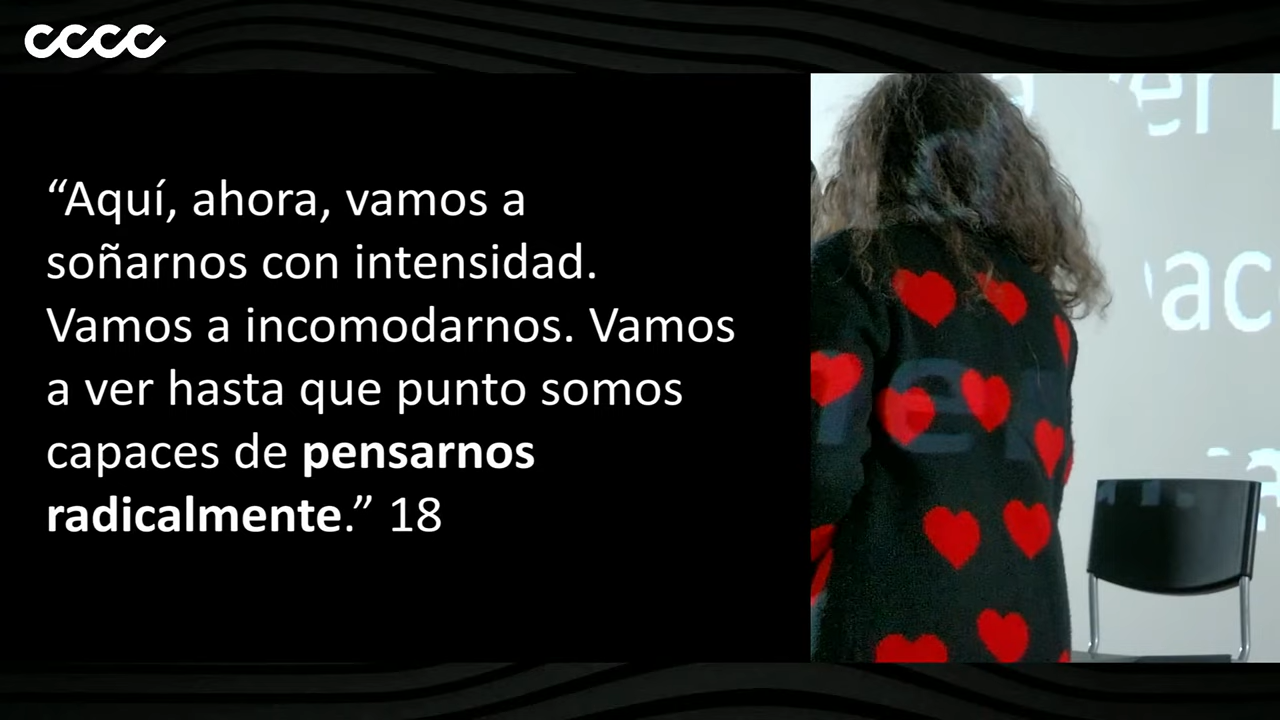 cccc
“Aquí, ahora, vamos a
soñarnos con intensidad.
Vamos a incomodarnos. Vamos
a ver hasta que punto somos
capaces de pensarnos
radicalmente.” 18